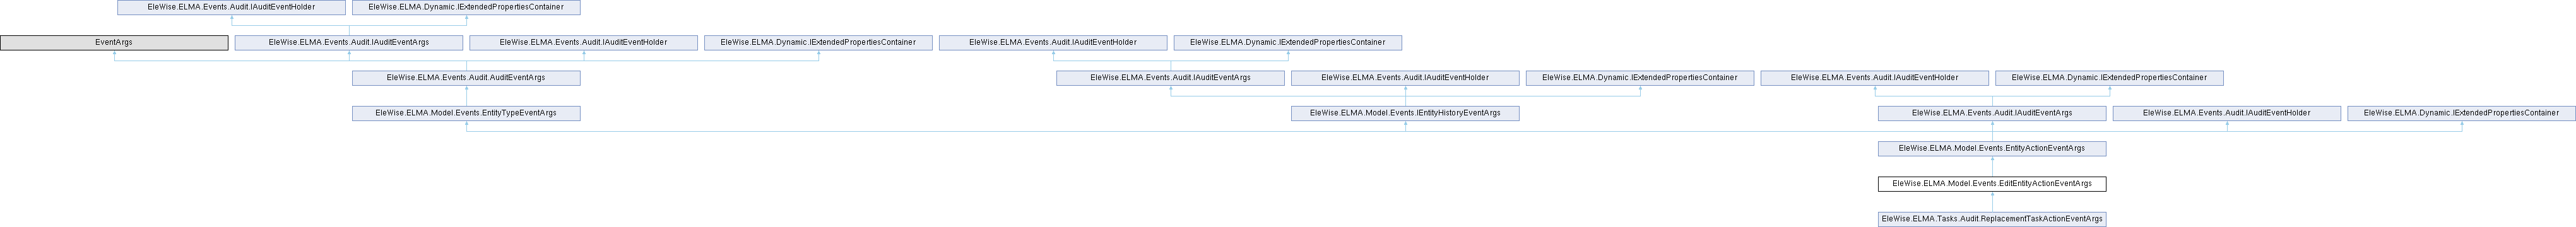 EleWise.ELMA.Events.Audit.IAuditEventHolder
EleWise.ELMA.Dynamic.IExtendedPropertiesContainer
EventArgs
EleWise.ELMA.Events.Audit.IAuditEventArgs
EleWise.ELMA.Events.Audit.IAuditEventHolder
EleWise.ELMA.Dynamic.IExtendedPropertiesContainer
EleWise.ELMA.Events.Audit.IAuditEventHolder
EleWise.ELMA.Dynamic.IExtendedPropertiesContainer
EleWise.ELMA.Events.Audit.AuditEventArgs
EleWise.ELMA.Events.Audit.IAuditEventArgs
EleWise.ELMA.Events.Audit.IAuditEventHolder
EleWise.ELMA.Dynamic.IExtendedPropertiesContainer
EleWise.ELMA.Events.Audit.IAuditEventHolder
EleWise.ELMA.Dynamic.IExtendedPropertiesContainer
EleWise.ELMA.Model.Events.EntityTypeEventArgs
EleWise.ELMA.Model.Events.IEntityHistoryEventArgs
EleWise.ELMA.Events.Audit.IAuditEventArgs
EleWise.ELMA.Events.Audit.IAuditEventHolder
EleWise.ELMA.Dynamic.IExtendedPropertiesContainer
EleWise.ELMA.Model.Events.EntityActionEventArgs
EleWise.ELMA.Model.Events.EditEntityActionEventArgs
EleWise.ELMA.Tasks.Audit.ReplacementTaskActionEventArgs